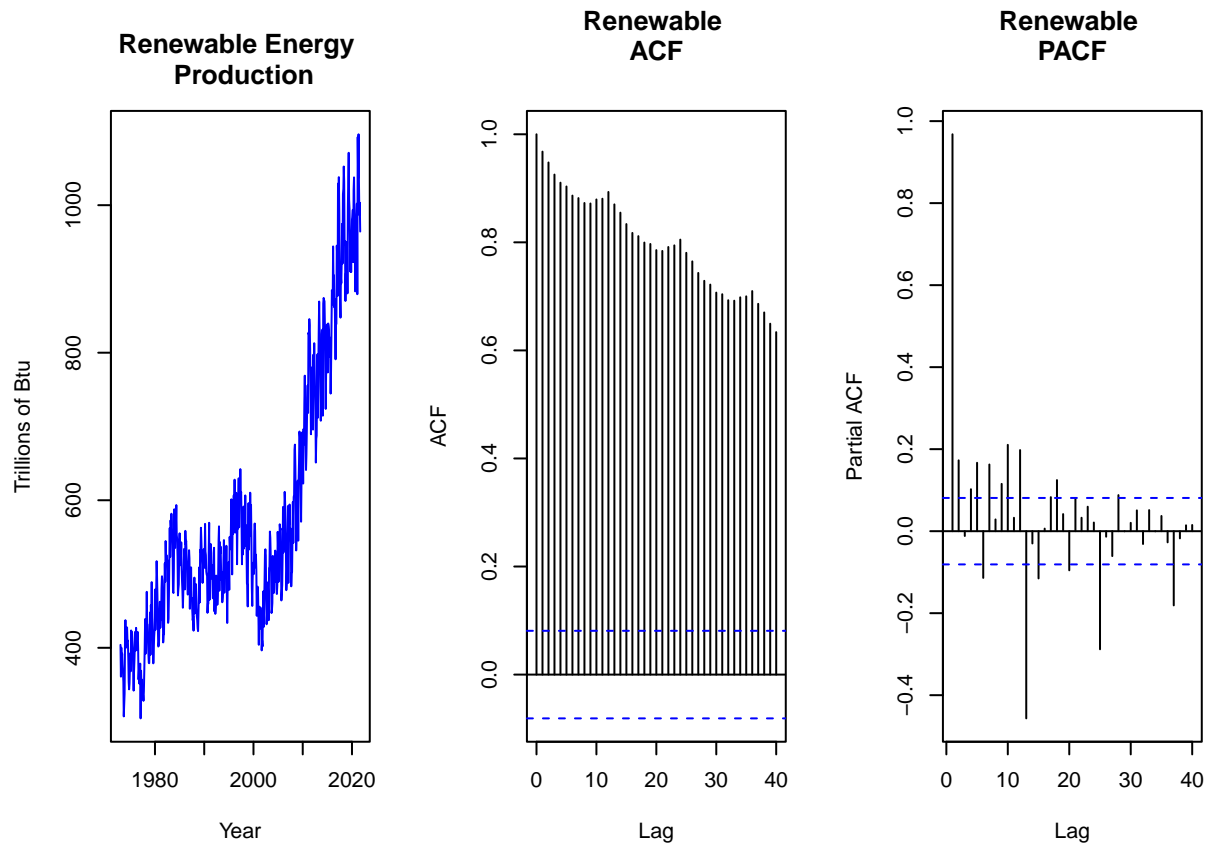 Renewable Energy
Production
Trillions of Btu
400
600
800
1000
1980
2000
2020
Year
Renewable
ACF
ACF
0.0
0.2
0.4
0.6
0.8
1.0
0
10
20
30
40
Lag
Renewable
PACF
Partial ACF
−0.4
−0.2
0.0
0.2
0.4
0.6
0.8
1.0
0
10
20
30
40
Lag